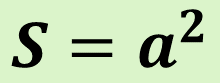 S = a²